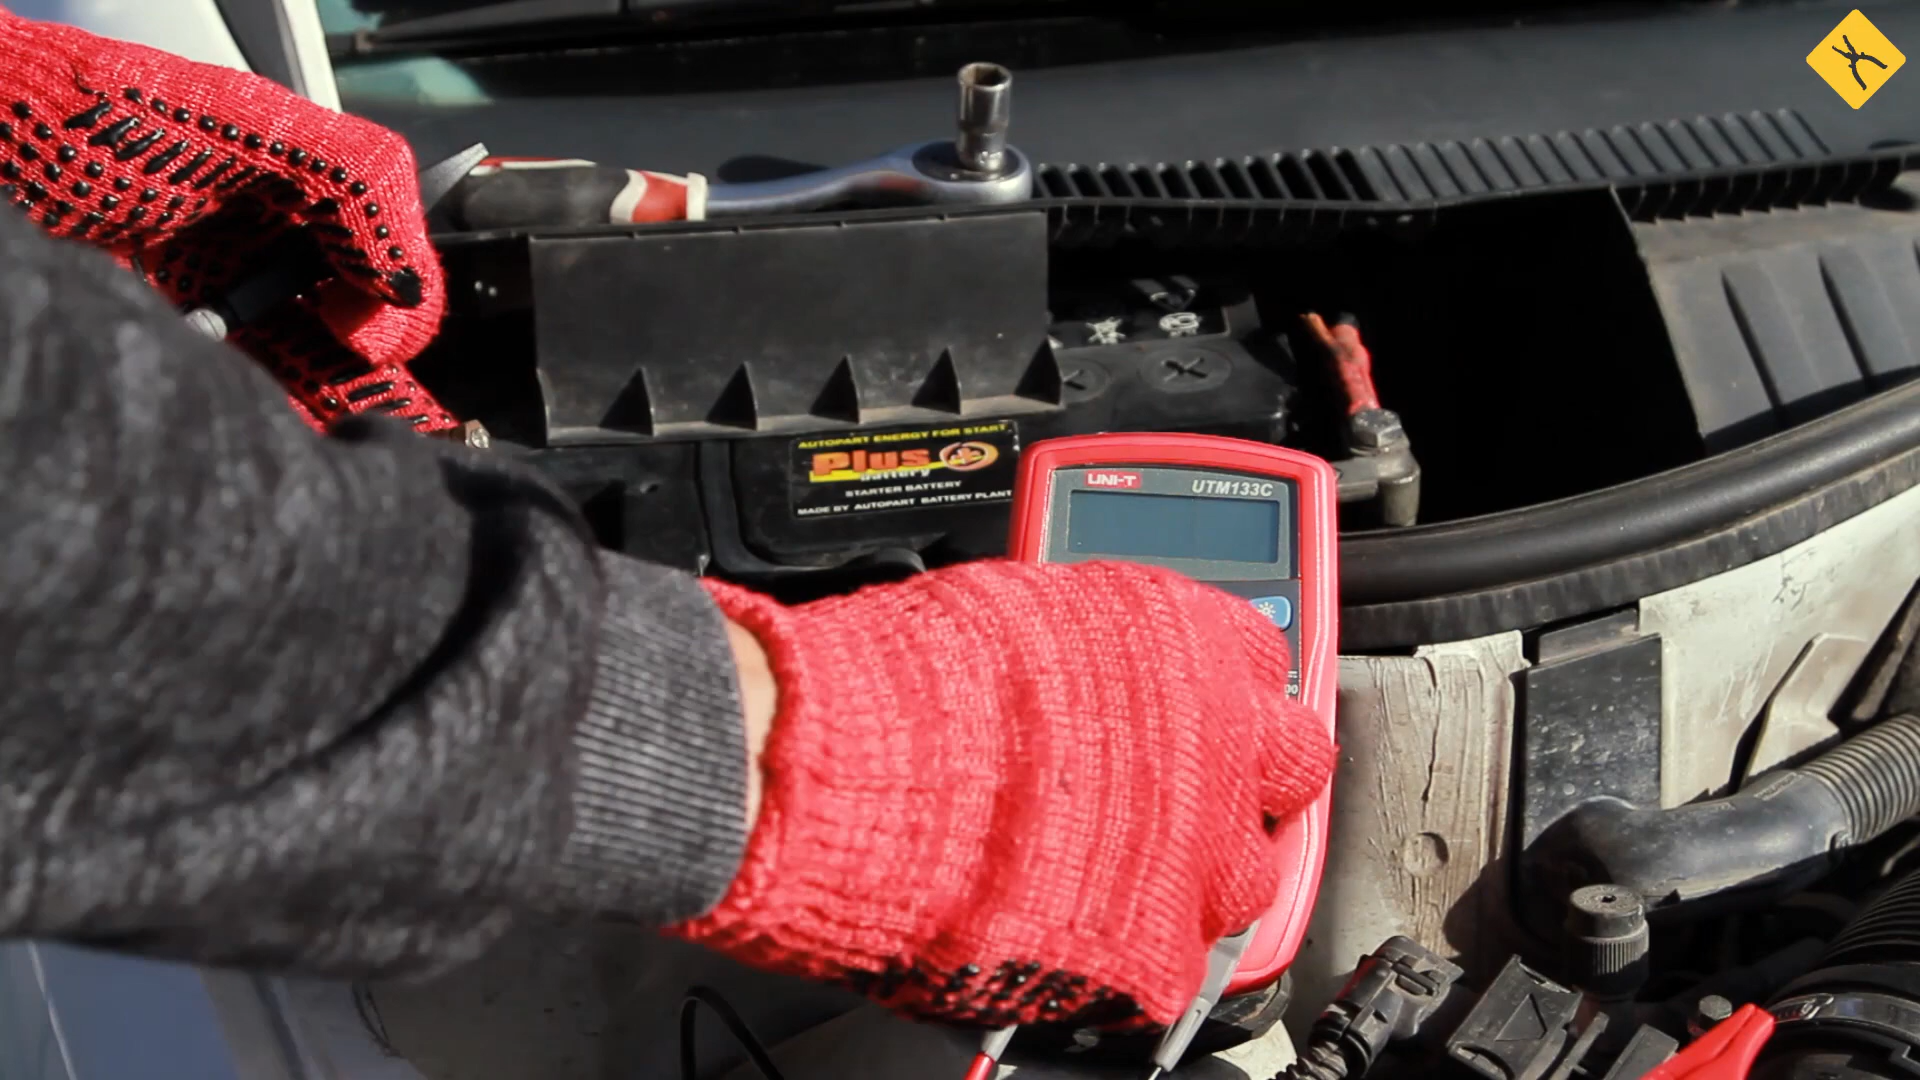 AUTOPART ENERGY FOR START
Plus
Battery
STARTER BATTERY
MADE BY AUTOPART BATTERY PLANT
UNI-T
UTM133C